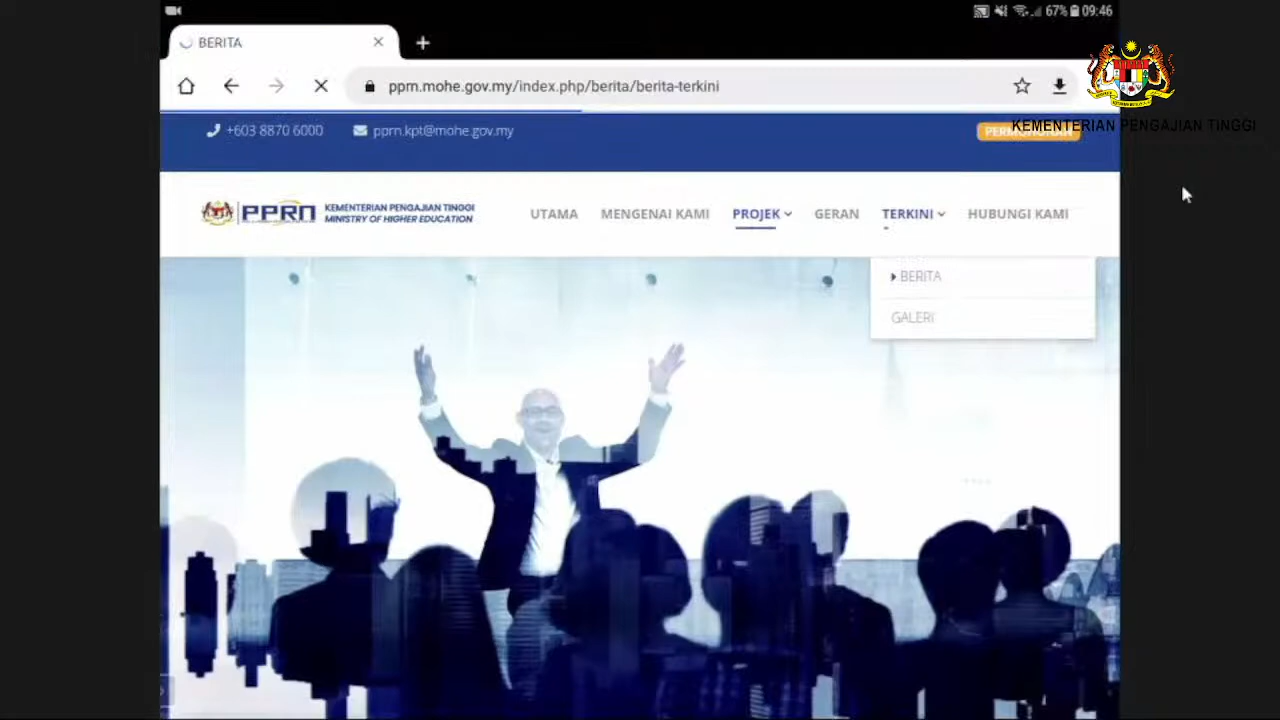 67% 09:46
BERITA
pprn.mohe.gov.my/index.php/berita/berita-terkini
KEMENTERIAN PENGAJIAN TINGGI
+603 8870 6000
pprn.kpt@mohe.gov.my
PERMOHONAN
PPRN
KEMENTERIAN PENGAJIAN TINGGI
MINISTRY OF HIGHER EDUCATION
UTAMA
MENGENAI KAMI
PROJEK
GERAN
TERKINI
HUBUNGI KAMI
BERITA
GALERI